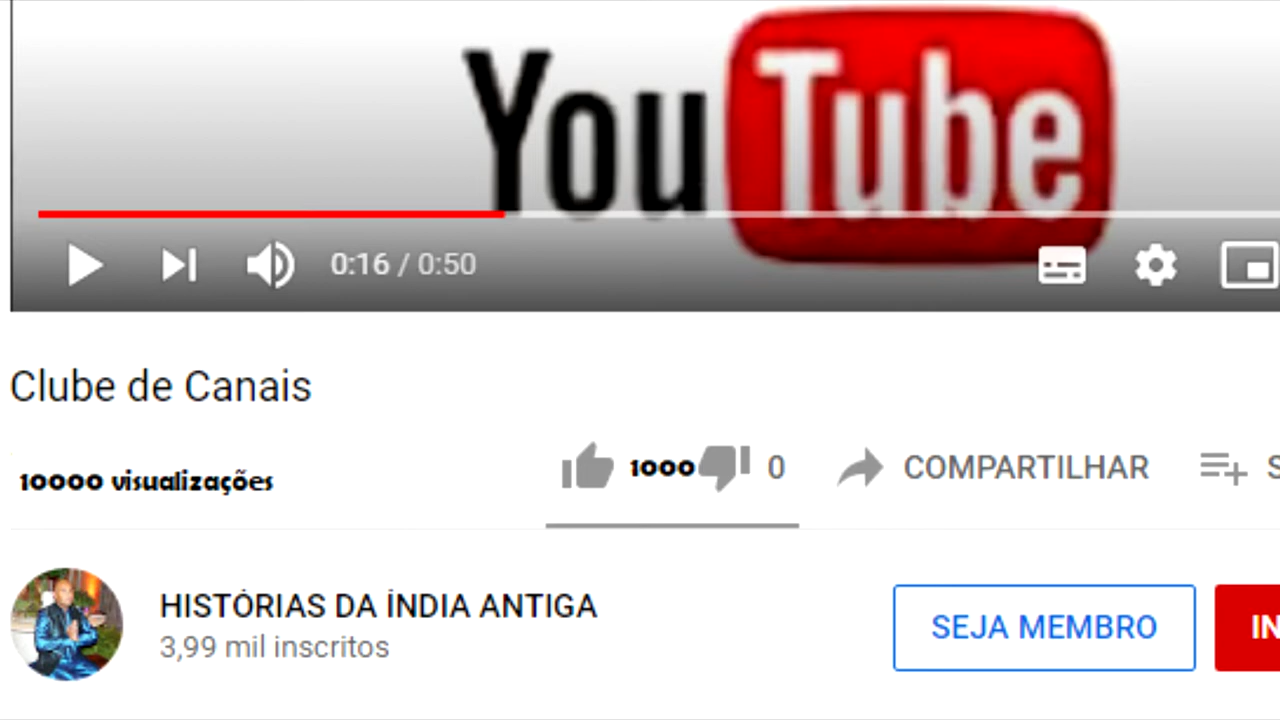 YouTube
0:16 / 0:50
Clube de Canais
10000 visualizações
1000 0 COMPARTILHAR S
HISTÓRIAS DA ÍNDIA ANTIGA
3,99 mil inscritos
SEJA MEMBRO IN